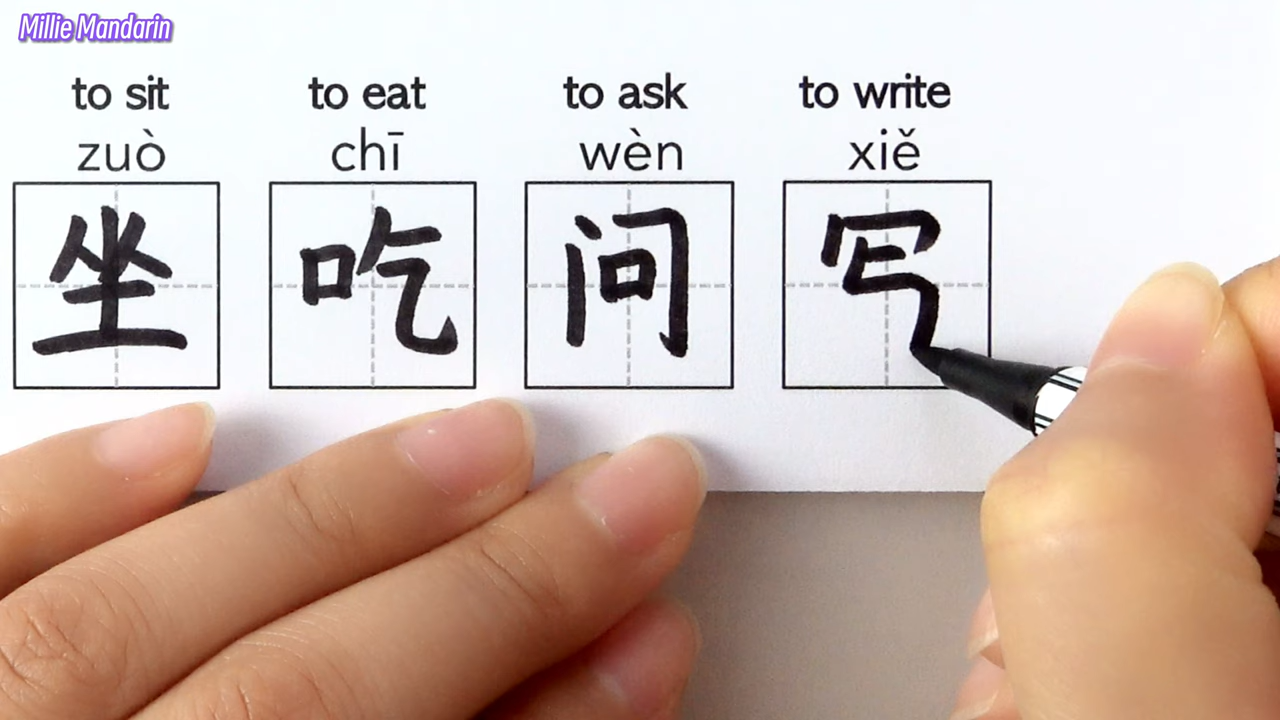 Millie Mandarin
to sit to eat to ask to write
zuò chī wèn xiě
坐 吃 问 写